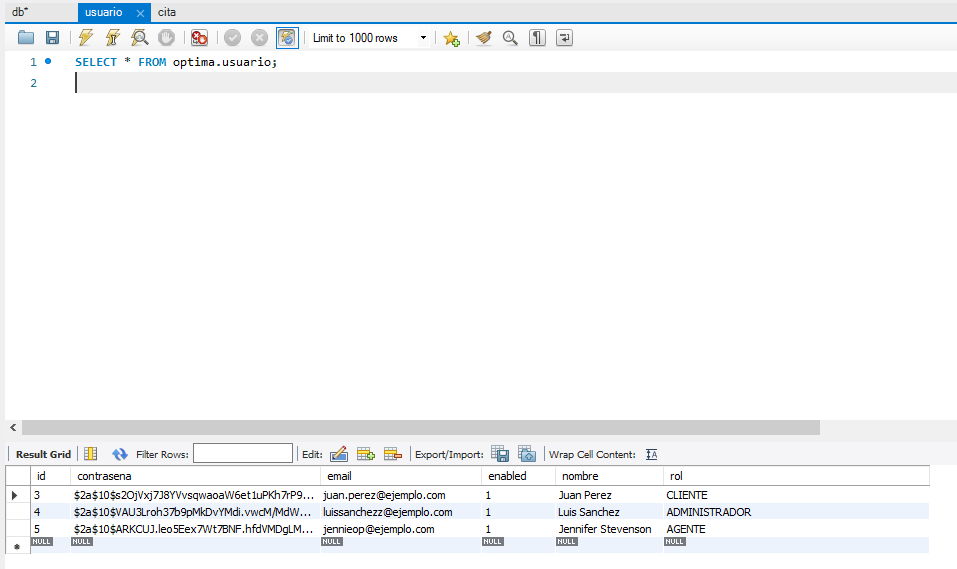 db* usuario cita
Limit to 1000 rows
1 SELECT * FROM optima.usuario;
2
Result Grid Filter Rows: Edit: Export/Import: Wrap Cell Content:
id contrasena email enabled nombre rol
3 $2a$10$s2OjVxj7J8YVvsqwaoaW6et1uPKh7rP9... juan.perez@ejemplo.com 1 Juan Perez CLIENTE
4 $2a$10$VAU3Lroh37b9pMkDvYMdi.vwcM/MdW... luissanchezz@ejemplo.com 1 Luis Sanchez ADMINISTRADOR
5 $2a$10$ARKCUJ.leo5Eex7Wt7BNF.hfdVMDgLM... jennieop@ejemplo.com 1 Jennifer Stevenson AGENTE
NULL NULL NULL NULL NULL NULL